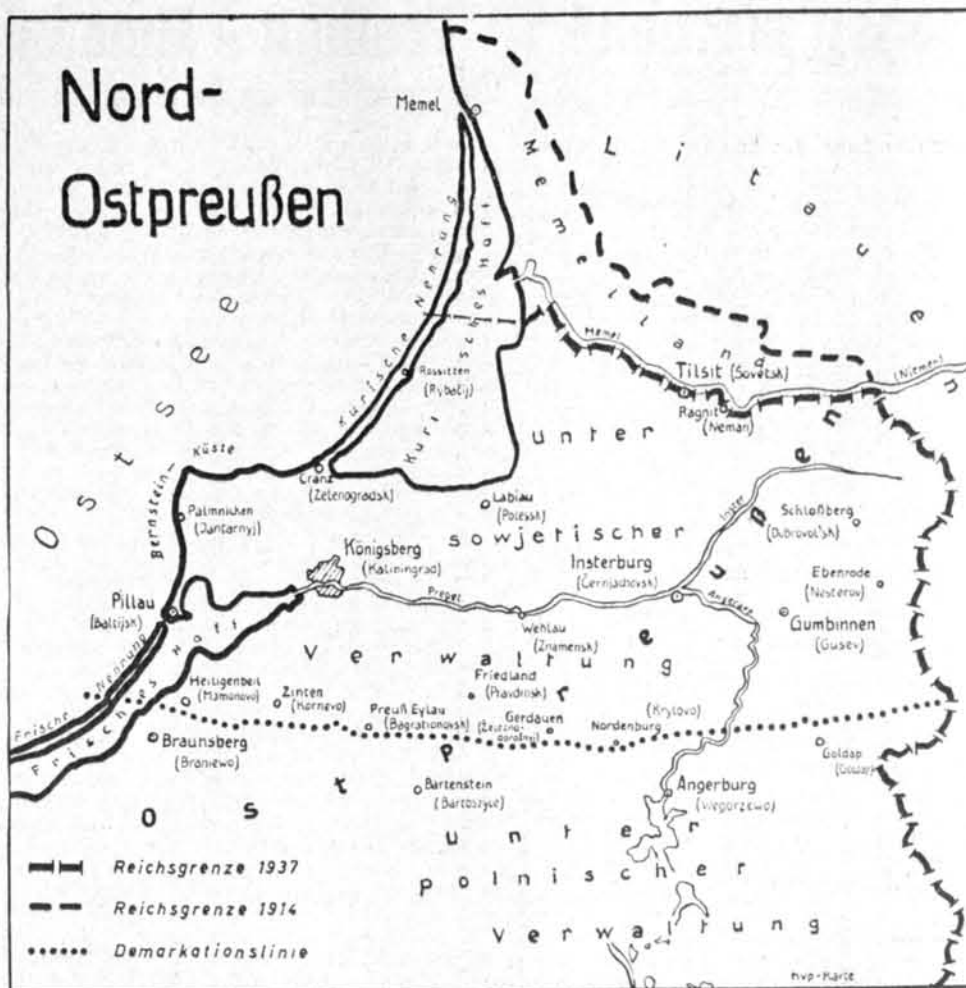 Nord-
Ostpreußen
Memel
Litauen
Memelland
Ostsee
Kurische Nehrung
Kurisches Haff
Memel
(Niemen)
Rossitten
(Rybačij)
Tilsit (Sovetsk)
Ragnit
(Neman)
Bernstein-
Küste
Cranz
(Zelenogradsk)
unter
Labiau
(Polessk)
sowjetischer
Palmnicken
(Jantarnyj)
Inster
Schloßberg
(Dobrovol'sk)
Königsberg
(Kaliningrad)
Insterburg
(Černjachovsk)
Ebenrode
(Nesterov)
Pregel
Angerapp
Pillau
(Baltijsk)
Wehlau
(Znamensk)
Gumbinnen
(Gusev)
Verwaltung
Frische Nehrung
Frisches Haff
Heiligenbeil
(Mamonovo)
Zinten
(Kornevo)
Friedland
(Pravdinsk)
Preuß Eylau
(Bagrationovsk)
Gerdauen
(Železno-
dorožnyj)
Nordenburg
(Krylovo)
Braunsberg
(Braniewo)
Goldap
(Gołdap)
Bartenstein
(Bartoszyce)
Angerburg
(Węgorzewo)
Ostpreußen
unter
polnischer
Verwaltung
Reichsgrenze 1937
Reichsgrenze 1914
Demarkationslinie
hvp-Karte